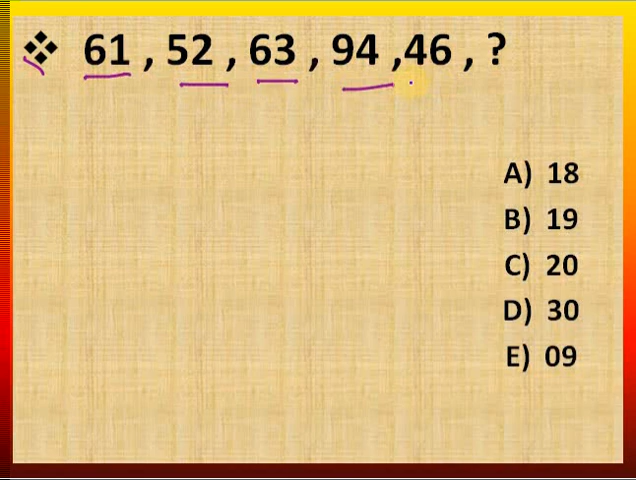 ❖ 61 , 52 , 63 , 94 ,46 , ?
A) 18
B) 19
C) 20
D) 30
E) 09